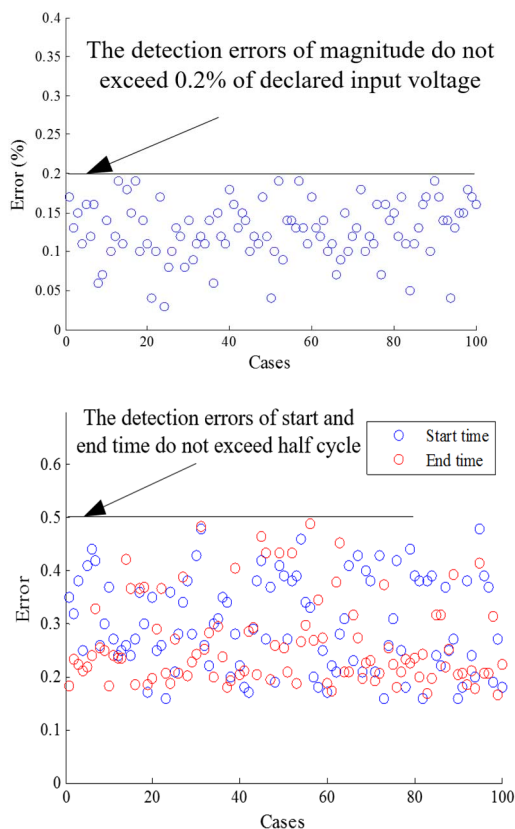 The detection errors of magnitude do not
exceed 0.2% of declared input voltage
Error (%)
0.4
0.35
0.3
0.25
0.2
0.15
0.1
0.05
0
0
20
40
60
80
100
Cases
The detection errors of start and
end time do not exceed half cycle
Start time
End time
Error
0.6
0.5
0.4
0.3
0.2
0.1
0
0
20
40
60
80
100
Cases